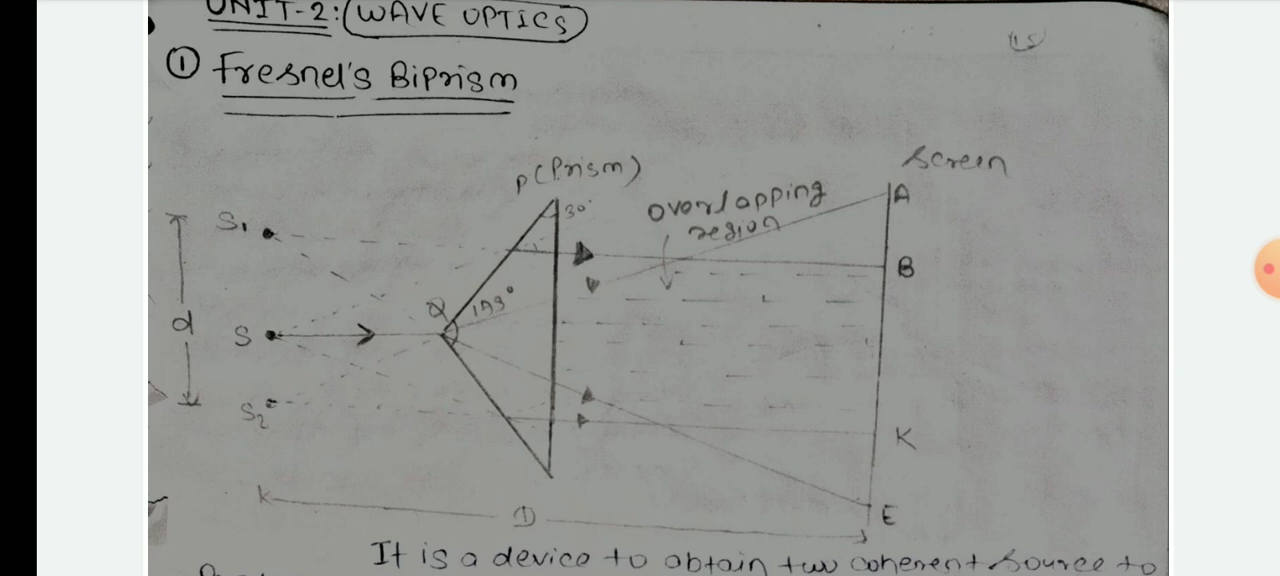 UNIT-2: (WAVE OPTICS)
① Fresnel's Biprism
P(Prism)
Screen
30°
overlapping
region
A
S1
B
Q
179°
d
S
S2
K
K
D
E
It is a device to obtain two coherent source to